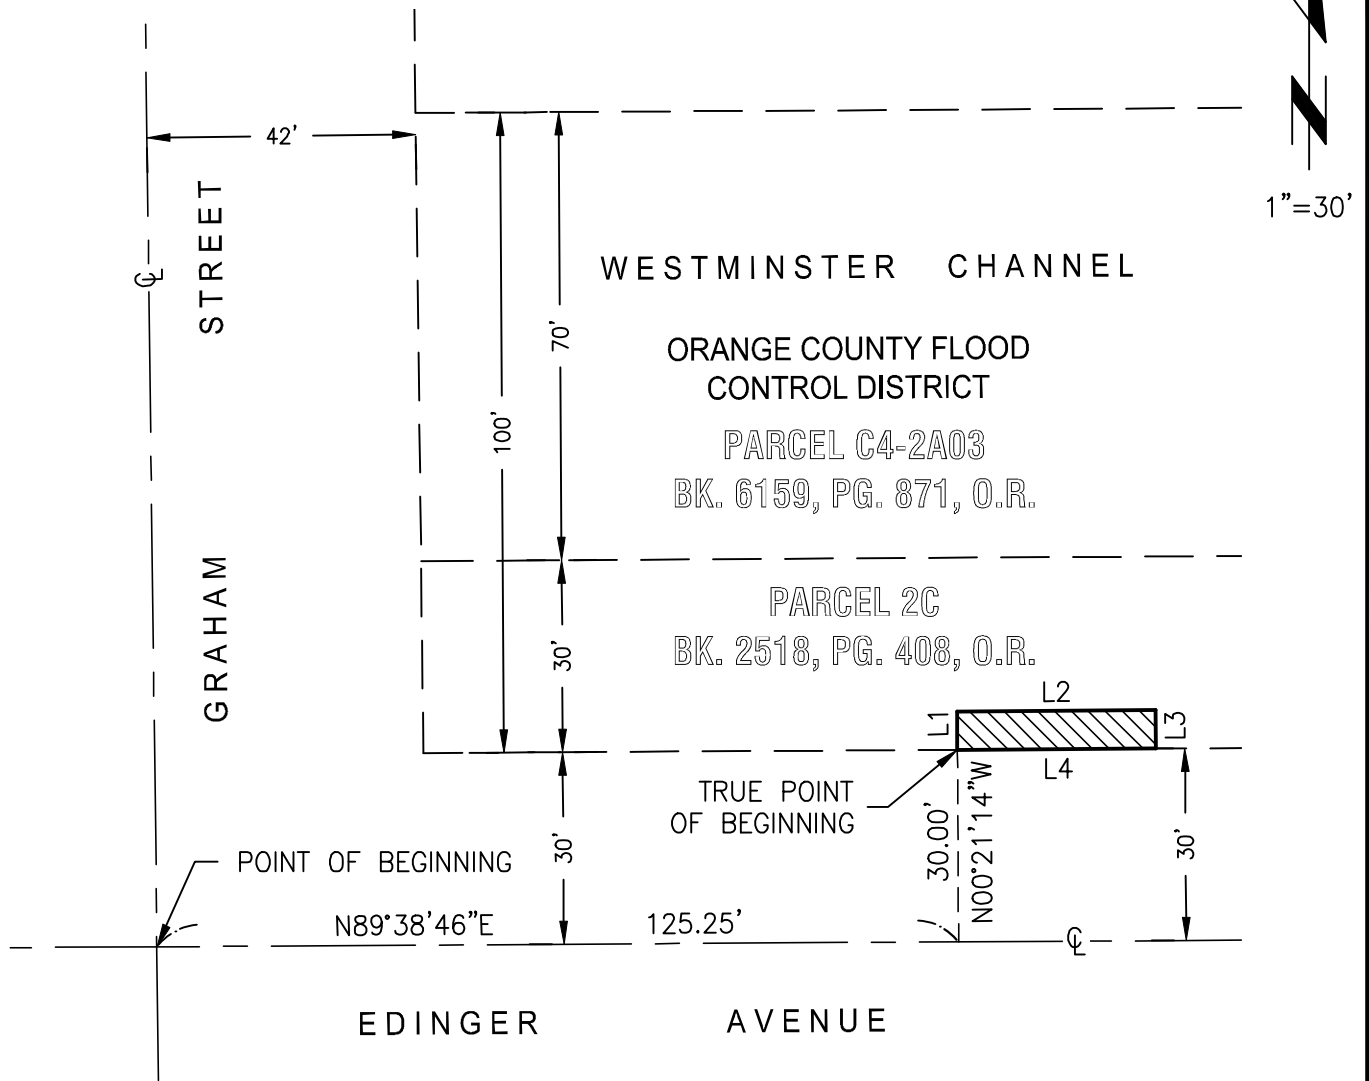 42'
1"=30'
STREET
WESTMINSTER CHANNEL
70'
ORANGE COUNTY FLOOD
CONTROL DISTRICT
100'
PARCEL C4-2A03
BK. 6159, PG. 871, O.R.
GRAHAM
PARCEL 2C
30'
BK. 2518, PG. 408, O.R.
L1
L2
L3
L4
TRUE POINT
OF BEGINNING
30.00'
N00°21'14"W
30'
30'
POINT OF BEGINNING
N89°38'46"E 125.25'
EDINGER AVENUE